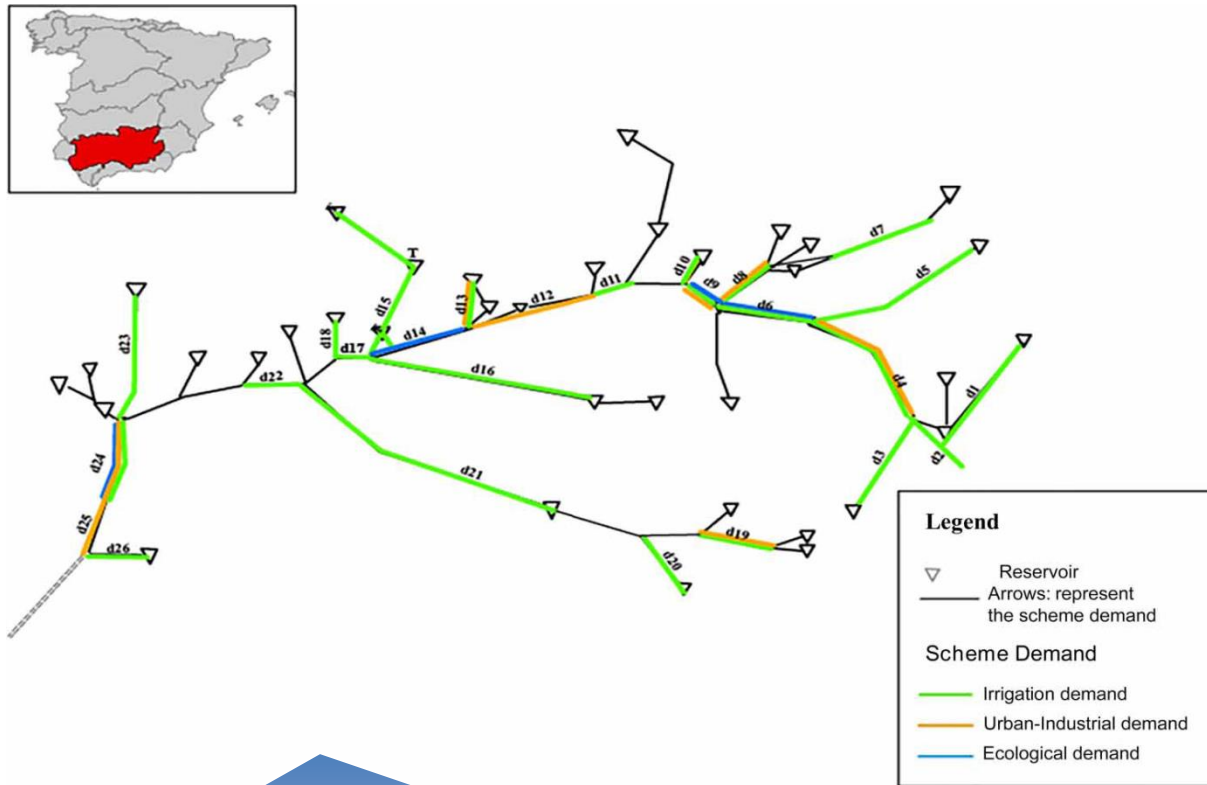 d10
d7
d9
d8
d5
T
d11
d15
d13
d12
d6
d23
d18
d14
d17
d16
d4
d1
d22
d3
d2
d24
d21
d25
d19
d26
d20
Legend
Reservoir
Arrows: represent
the scheme demand
Scheme Demand
Irrigation demand
Urban-Industrial demand
Ecological demand